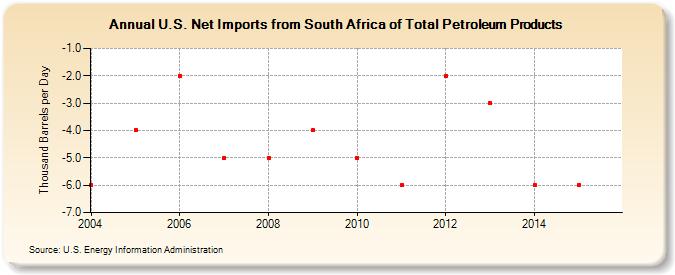 Annual U.S. Net Imports from South Africa of Total Petroleum Products
Thousand Barrels per Day
-1.0
-2.0
-3.0
-4.0
-5.0
-6.0
-7.0
2004 2006 2008 2010 2012 2014
Source: U.S. Energy Information Administration